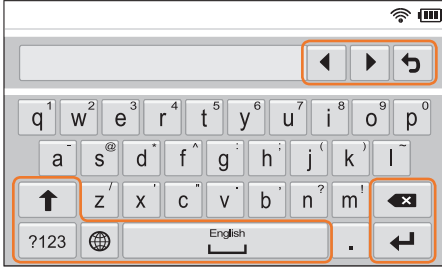 q 1 w 2 e 3 r 4 t 5 y 6 u 7 i 8 o 9 p 0
a - s @ d * f ^ g : h ; j ( k ) l ~
z / x ' c " v . b , n ? m !
?123 English .